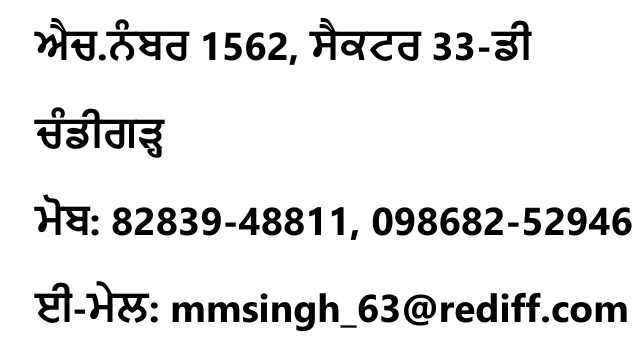 ਐਚ.ਨੰਬਰ 1562, ਸੈਕਟਰ 33-ਡੀ
ਚੰਡੀਗੜ੍ਹ
ਮੋਬ: 82839-48811, 098682-52946
ਈ-ਮੇਲ: mmsingh_63@rediff.com